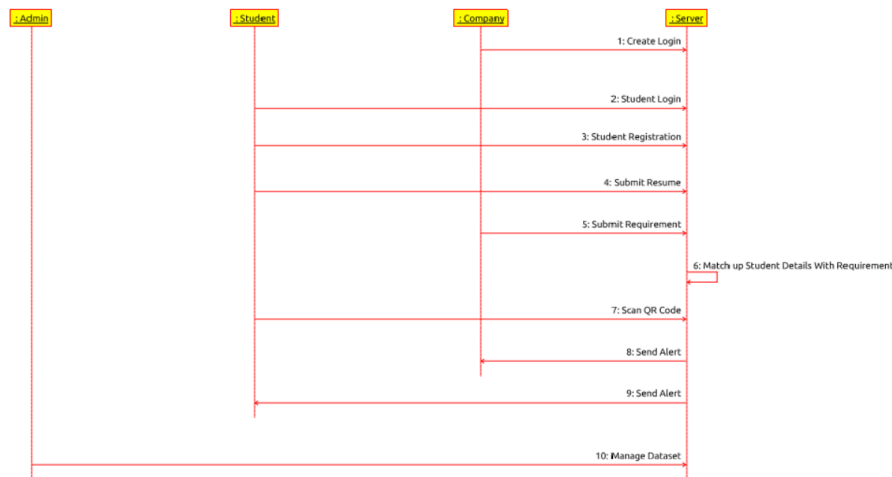 : Admin
: Student
: Company
: Server
1: Create Login
2: Student Login
3: Student Registration
4: Submit Resume
5: Submit Requirement
6: Match up Student Details With Requirement
7: Scan QR Code
8: Send Alert
9: Send Alert
10: Manage Dataset